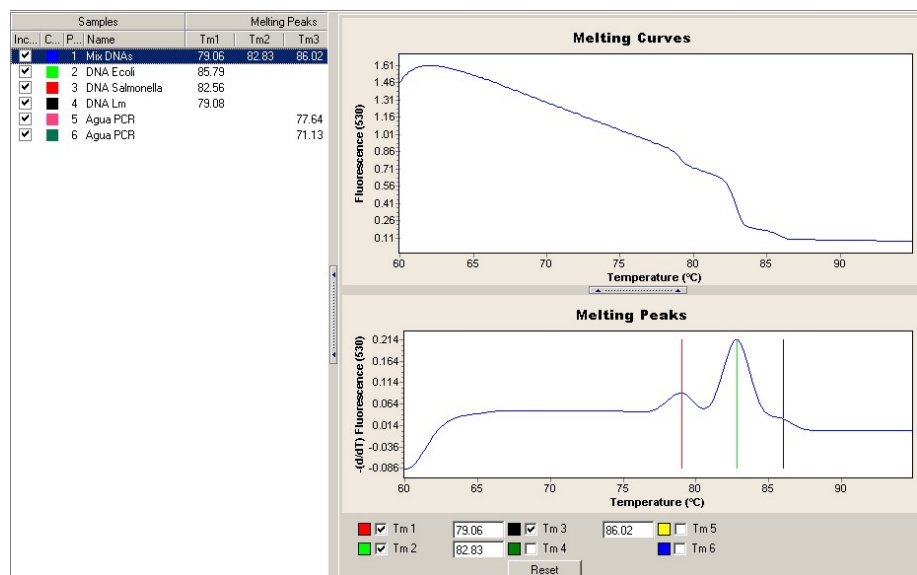 Samples Melting Peaks
Inc... C... P... Name Tm1 Tm2 Tm3
1 Mix DNAs 79.06 82.83 86.02
2 DNA Ecoli 85.79
3 DNA Salmonella 82.56
4 DNA Lm 79.08
5 Agua PCR 77.64
6 Agua PCR 71.13
Melting Curves
Fluorescence (530)
1.61
1.46
1.31
1.16
1.01
0.86
0.71
0.56
0.41
0.26
0.11
60 65 70 75 80 85 90
Temperature (°C)
Melting Peaks
-(d/dT) Fluorescence (530)
0.214
0.164
0.114
0.064
0.014
-0.036
-0.086
60 65 70 75 80 85 90
Temperature (°C)
Tm 1 79.06 Tm 3 86.02 Tm 5
Tm 2 82.83 Tm 4 Tm 6
Reset